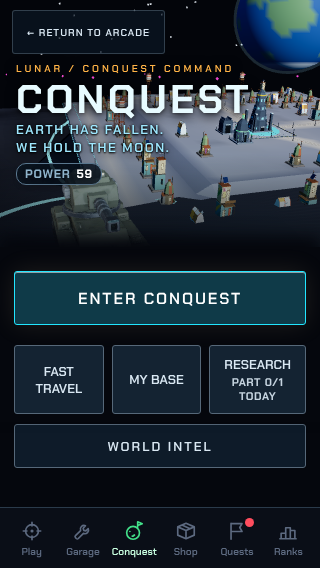 ← RETURN TO ARCADE
LUNAR / CONQUEST COMMAND
CONQUEST
EARTH HAS FALLEN.
WE HOLD THE MOON.
POWER 59
ENTER CONQUEST
FAST
TRAVEL
MY BASE
RESEARCH
PART 0/1
TODAY
WORLD INTEL
Play Garage Conquest Shop Quests Ranks